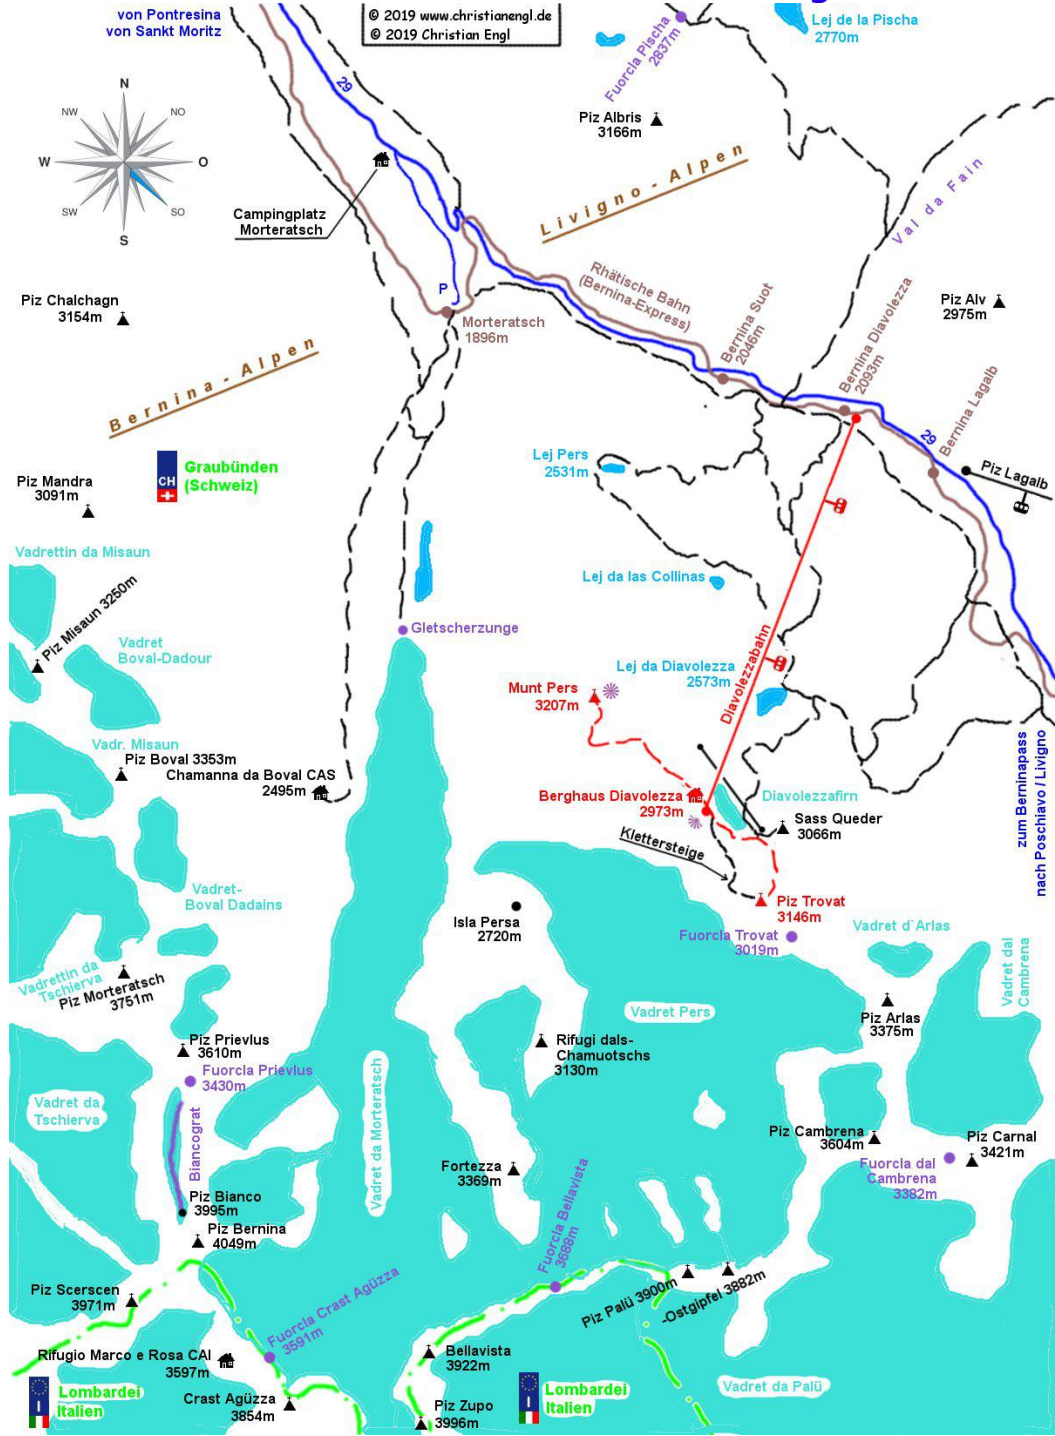 von Pontresina
von Sankt Moritz
© 2019 www.christianengl.de
© 2019 Christian Engl
Lej de la Pischa
2770m
Fuorcla Pischa
2837m
29
N
NW
NO
W
O
SW
SO
S
Piz Albris
3166m
Livigno-Alpen
Val da Fain
Campingplatz
Morteratsch
P
Rhätische Bahn
(Bernina-Express)
Piz Chalchagn
3154m
Morteratsch
1896m
Bernina Suot
2046m
Bernina Diavolezza
2093m
Piz Alv
2975m
Bernina-Alpen
Bernina Lagalb
29
Piz Lagalb
CH
Graubünden
(Schweiz)
Lej Pers
2531m
Piz Mandra
3091m
Vadrettin da Misaun
Piz Misaun 3250m
Lej da las Collinas
Gletscherzunge
Vadret
Boval-Dadour
Lej da Diavolezza
2573m
Diavolezzabahn
Munt Pers
3207m
Vadr. Misaun
Piz Boval 3353m
Chamanna da Boval CAS
2495m
Berghaus Diavolezza
2973m
Diavolezzafirn
Sass Queder
3066m
zum Berninapass
nach Poschiavo / Livigno
Klettersteige
Vadret-
Boval Dadains
Isla Persa
2720m
Piz Trovat
3146m
Fuorcla Trovat
3019m
Vadret d`Arlas
Vadret dal
Cambrena
Vadrettin da
Tschierva
Piz Morteratsch
3751m
Vadret Pers
Piz Arlas
3375m
Piz Prievlus
3610m
Fuorcla Prievlus
3430m
Rifugi dals-
Chamuotschs
3130m
Vadret da
Tschierva
Biancograt
Vadret da Morteratsch
Piz Cambrena
3604m
Piz Carnal
3421m
Fuorcla dal
Cambrena
3382m
Fortezza
3369m
Piz Bianco
3995m
Piz Bernina
4049m
Fuorcla Bellavista
3688m
Piz Scerscen
3971m
Fuorcla Crast Agüzza
3591m
Piz Palü 3900m
-Ostgipfel 3882m
Bellavista
3922m
Rifugio Marco e Rosa CAI
3597m
Lombardei
Italien
I
Crast Agüzza
3854m
Piz Zupo
3996m
I
Lombardei
Italien
Vadret da Palü